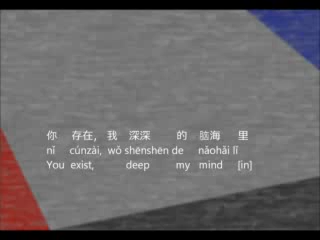 你 存在, 我 深深 的 脑海 里
nǐ cúnzài, wǒ shēnshēn de nǎohǎi lǐ
You exist, deep my mind [in]